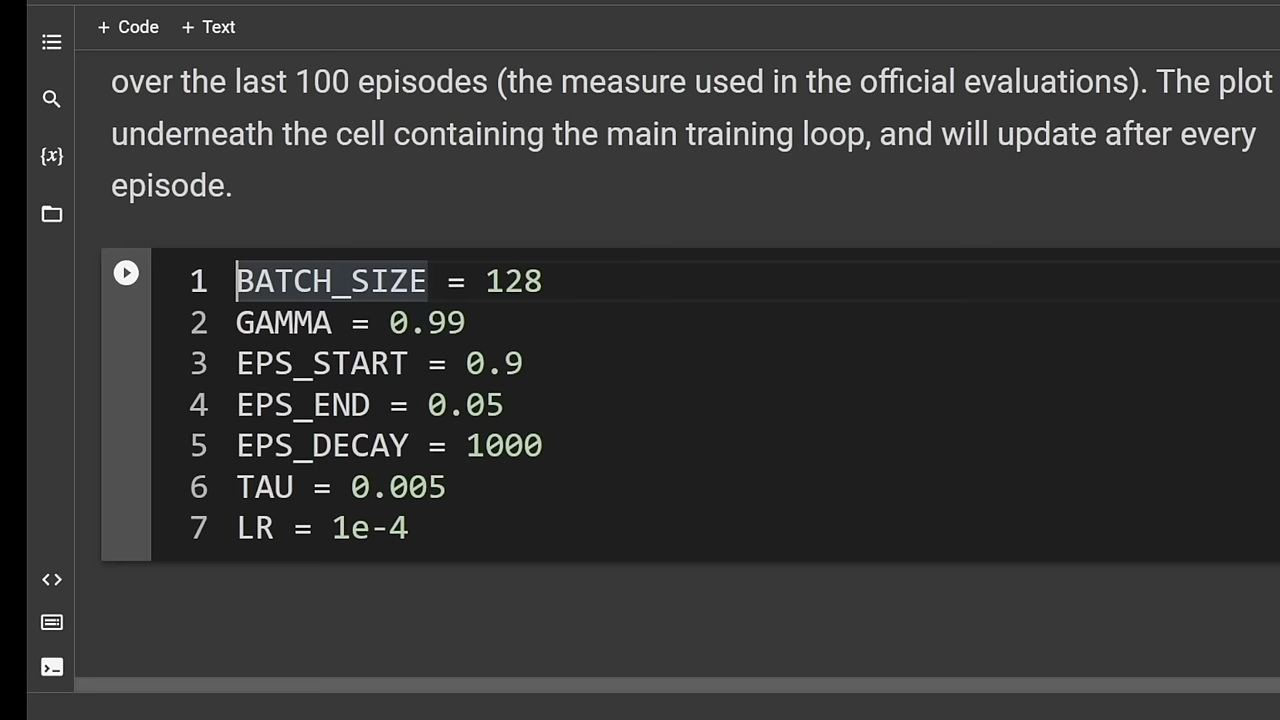 + Code + Text
over the last 100 episodes (the measure used in the official evaluations). The plot
underneath the cell containing the main training loop, and will update after every
episode.
1 BATCH_SIZE = 128
2 GAMMA = 0.99
3 EPS_START = 0.9
4 EPS_END = 0.05
5 EPS_DECAY = 1000
6 TAU = 0.005
7 LR = 1e-4